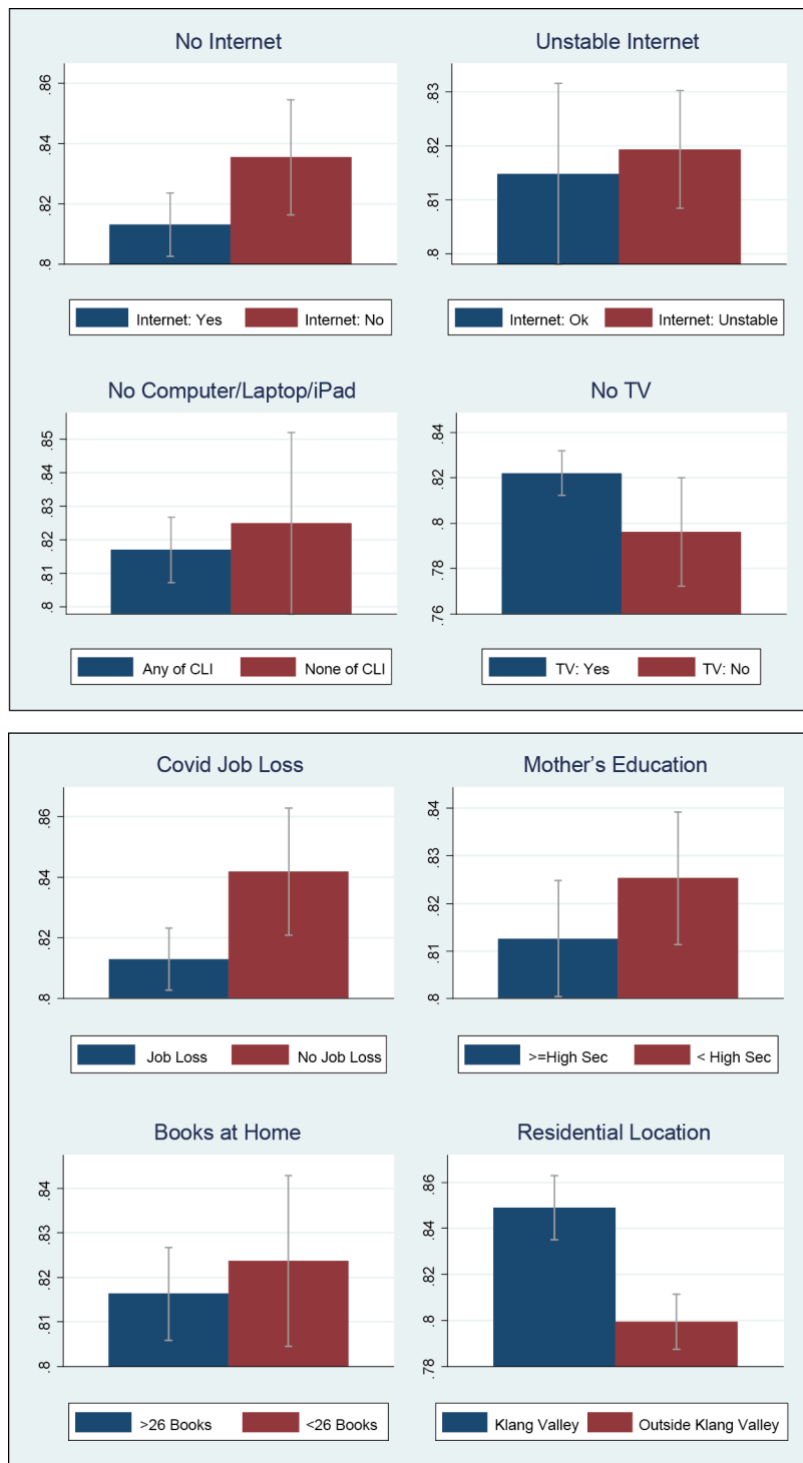 No Internet
.86
.84
.82
.8
Internet: Yes Internet: No
Unstable Internet
.83
.82
.81
.8
Internet: Ok Internet: Unstable
No Computer/Laptop/iPad
.85
.84
.83
.82
.81
.8
Any of CLI None of CLI
No TV
.84
.82
.8
.78
.76
TV: Yes TV: No
Covid Job Loss
.86
.84
.82
.8
Job Loss No Job Loss
Mother’s Education
.84
.83
.82
.81
.8
>=High Sec < High Sec
Books at Home
.84
.83
.82
.81
.8
>26 Books <26 Books
Residential Location
.86
.84
.82
.8
.78
Klang Valley Outside Klang Valley